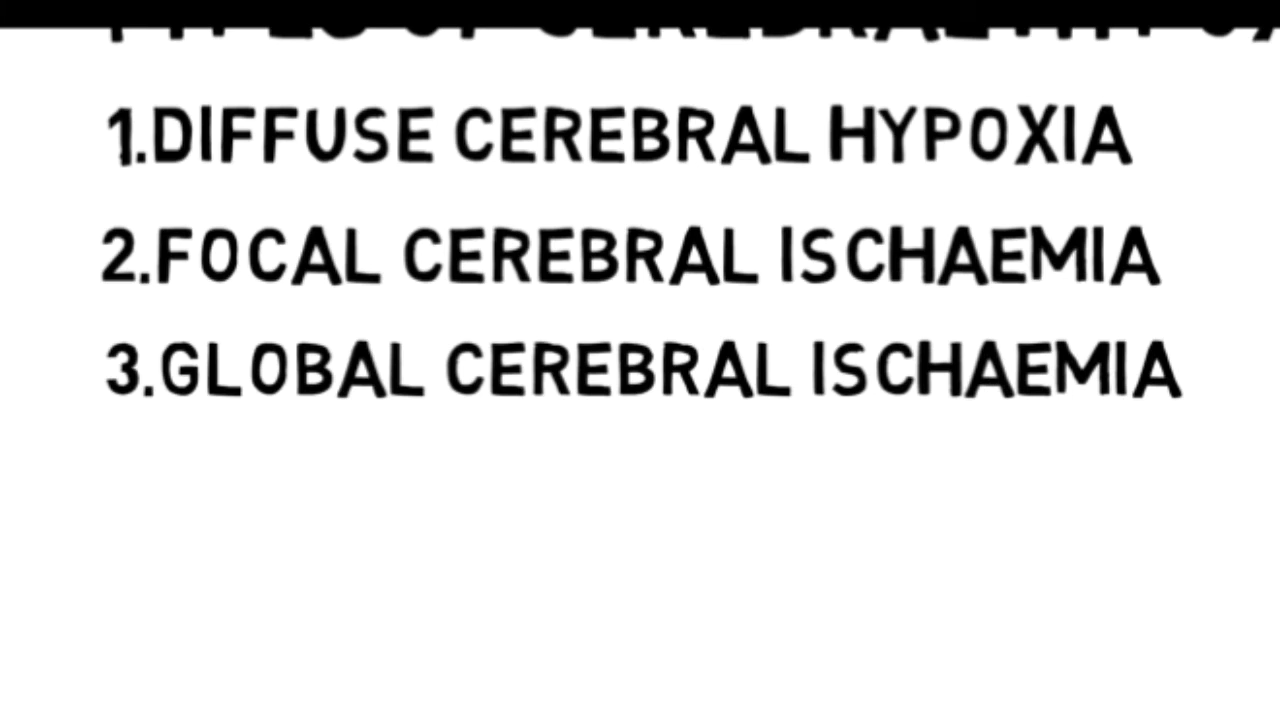 1.DIFFUSE CEREBRAL HYPOXIA
2.FOCAL CEREBRAL ISCHAEMIA
3.GLOBAL CEREBRAL ISCHAEMIA